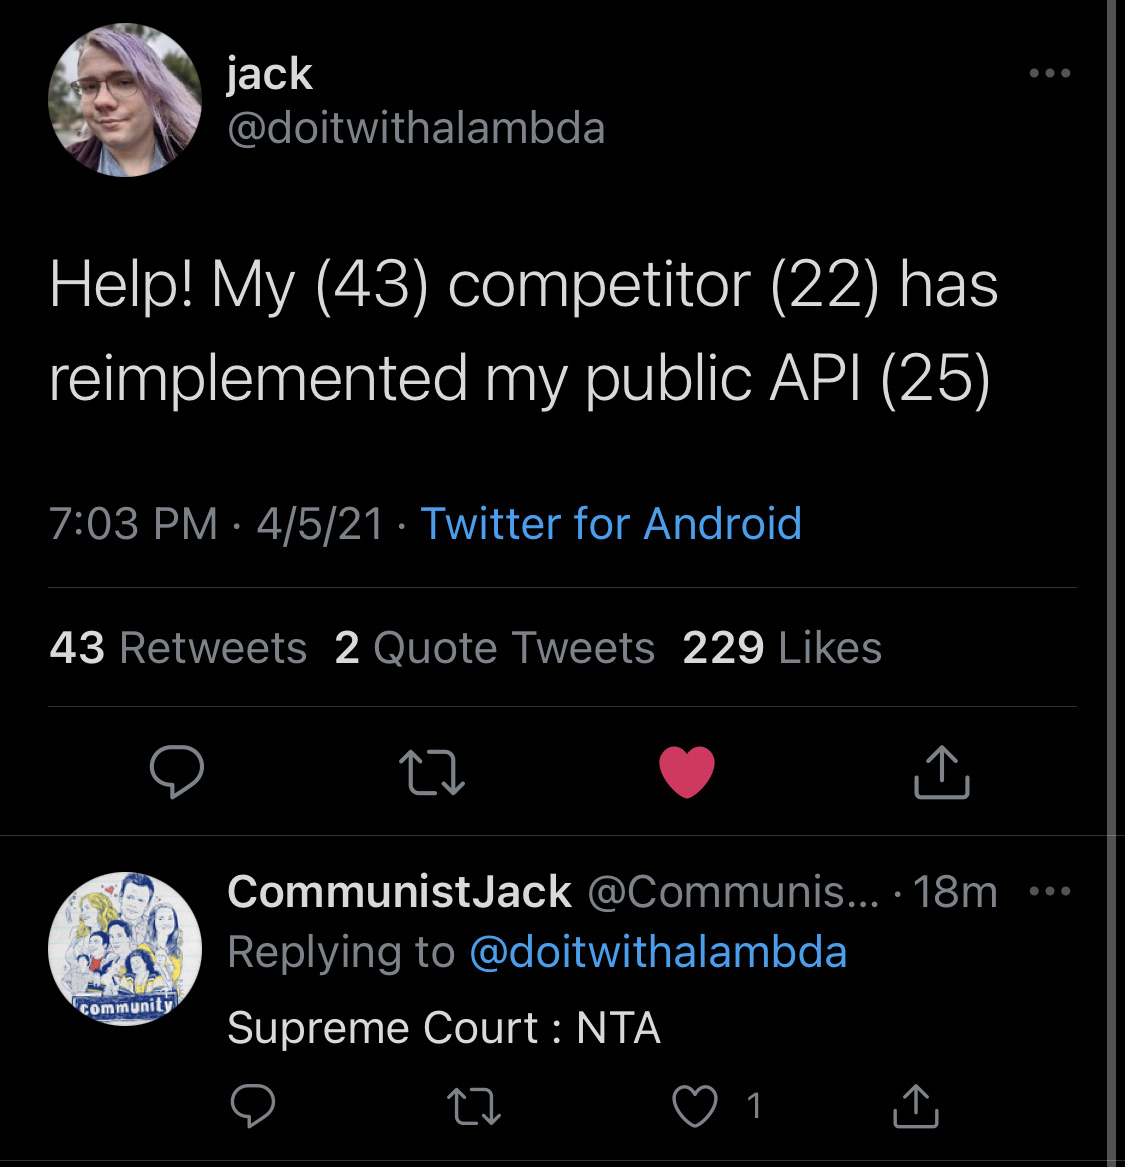 jack
@doitwithalambda
Help! My (43) competitor (22) has
reimplemented my public API (25)
7:03 PM · 4/5/21 · Twitter for Android
43 Retweets 2 Quote Tweets 229 Likes
CommunistJack @Communis... · 18m
Replying to @doitwithalambda
community
Supreme Court : NTA
1